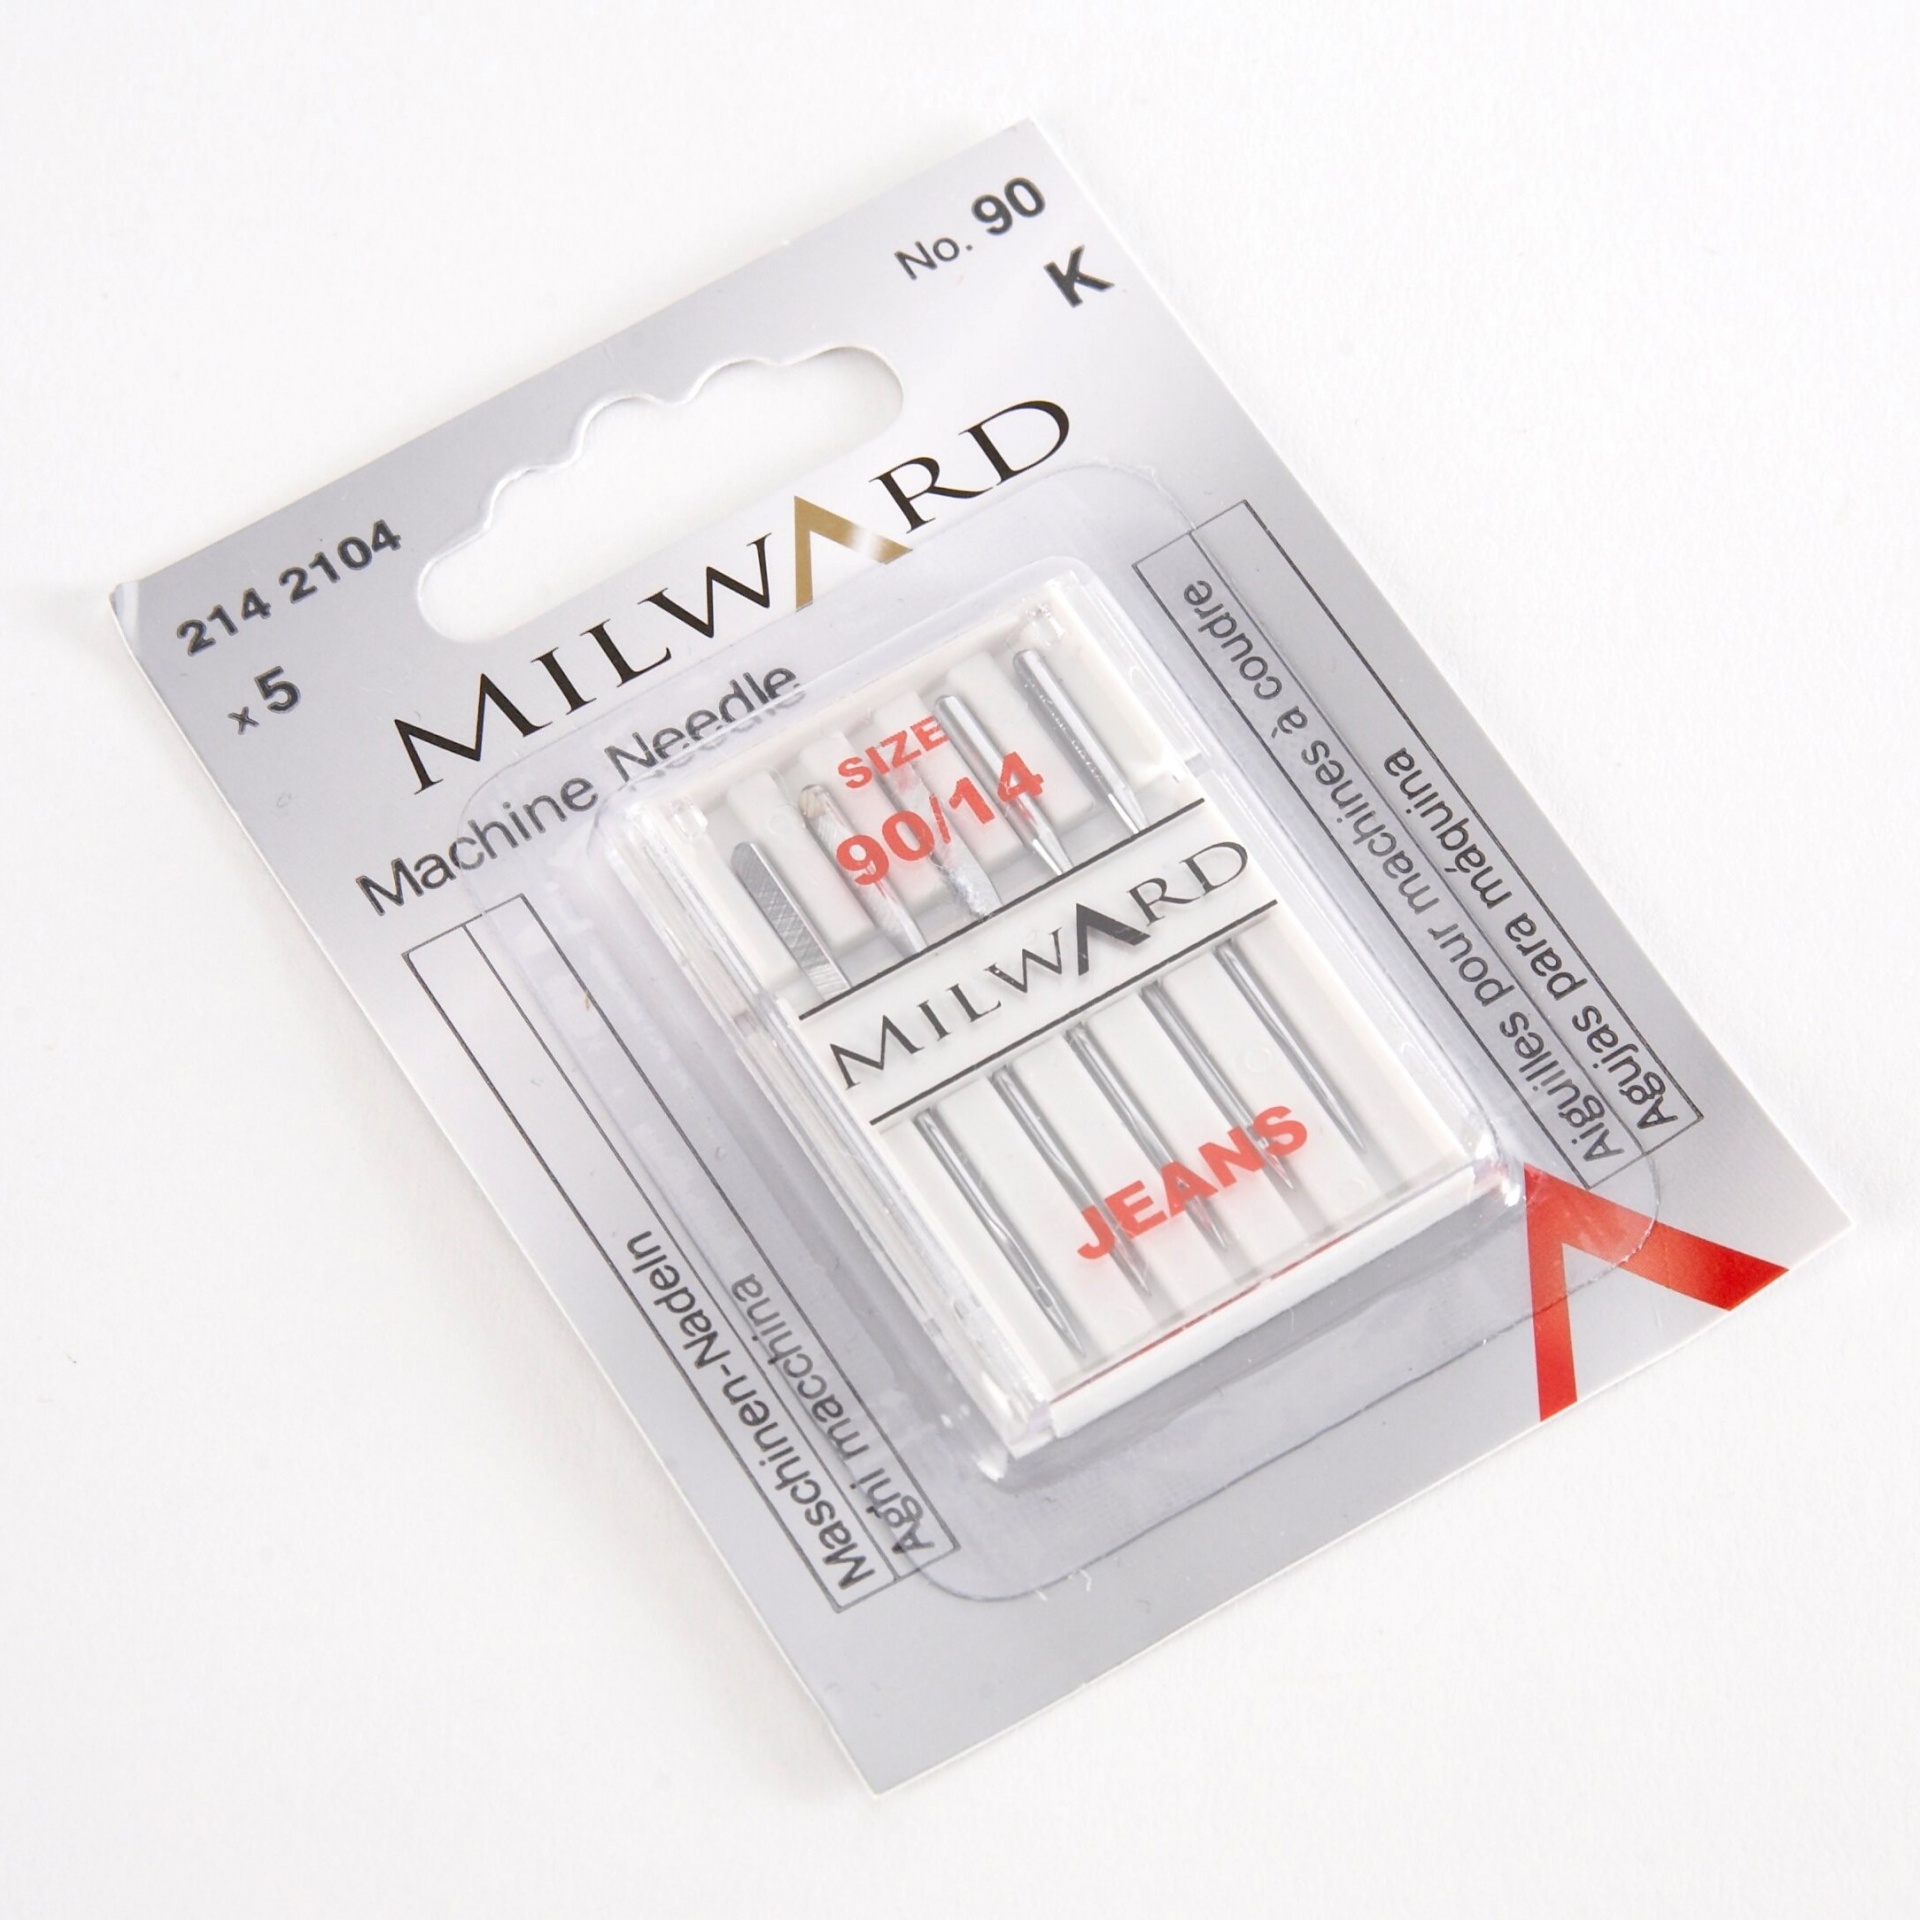 No. 90
K
214 2104
x 5
MILWARD
Machine Needle
SIZE
90/14
MILWARD
JEANS
Maschinen-Nadeln
Aghi macchina
Aiguilles pour machines à coudre
Agujas para máquina